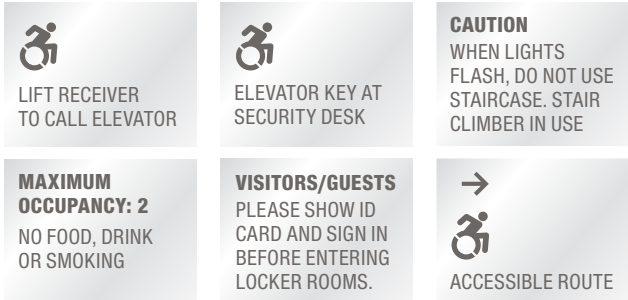 LIFT RECEIVER
TO CALL ELEVATOR
ELEVATOR KEY AT
SECURITY DESK
CAUTION
WHEN LIGHTS
FLASH, DO NOT USE
STAIRCASE. STAIR
CLIMBER IN USE
MAXIMUM
OCCUPANCY: 2
NO FOOD, DRINK
OR SMOKING
VISITORS/GUESTS
PLEASE SHOW ID
CARD AND SIGN IN
BEFORE ENTERING
LOCKER ROOMS.
→
ACCESSIBLE ROUTE